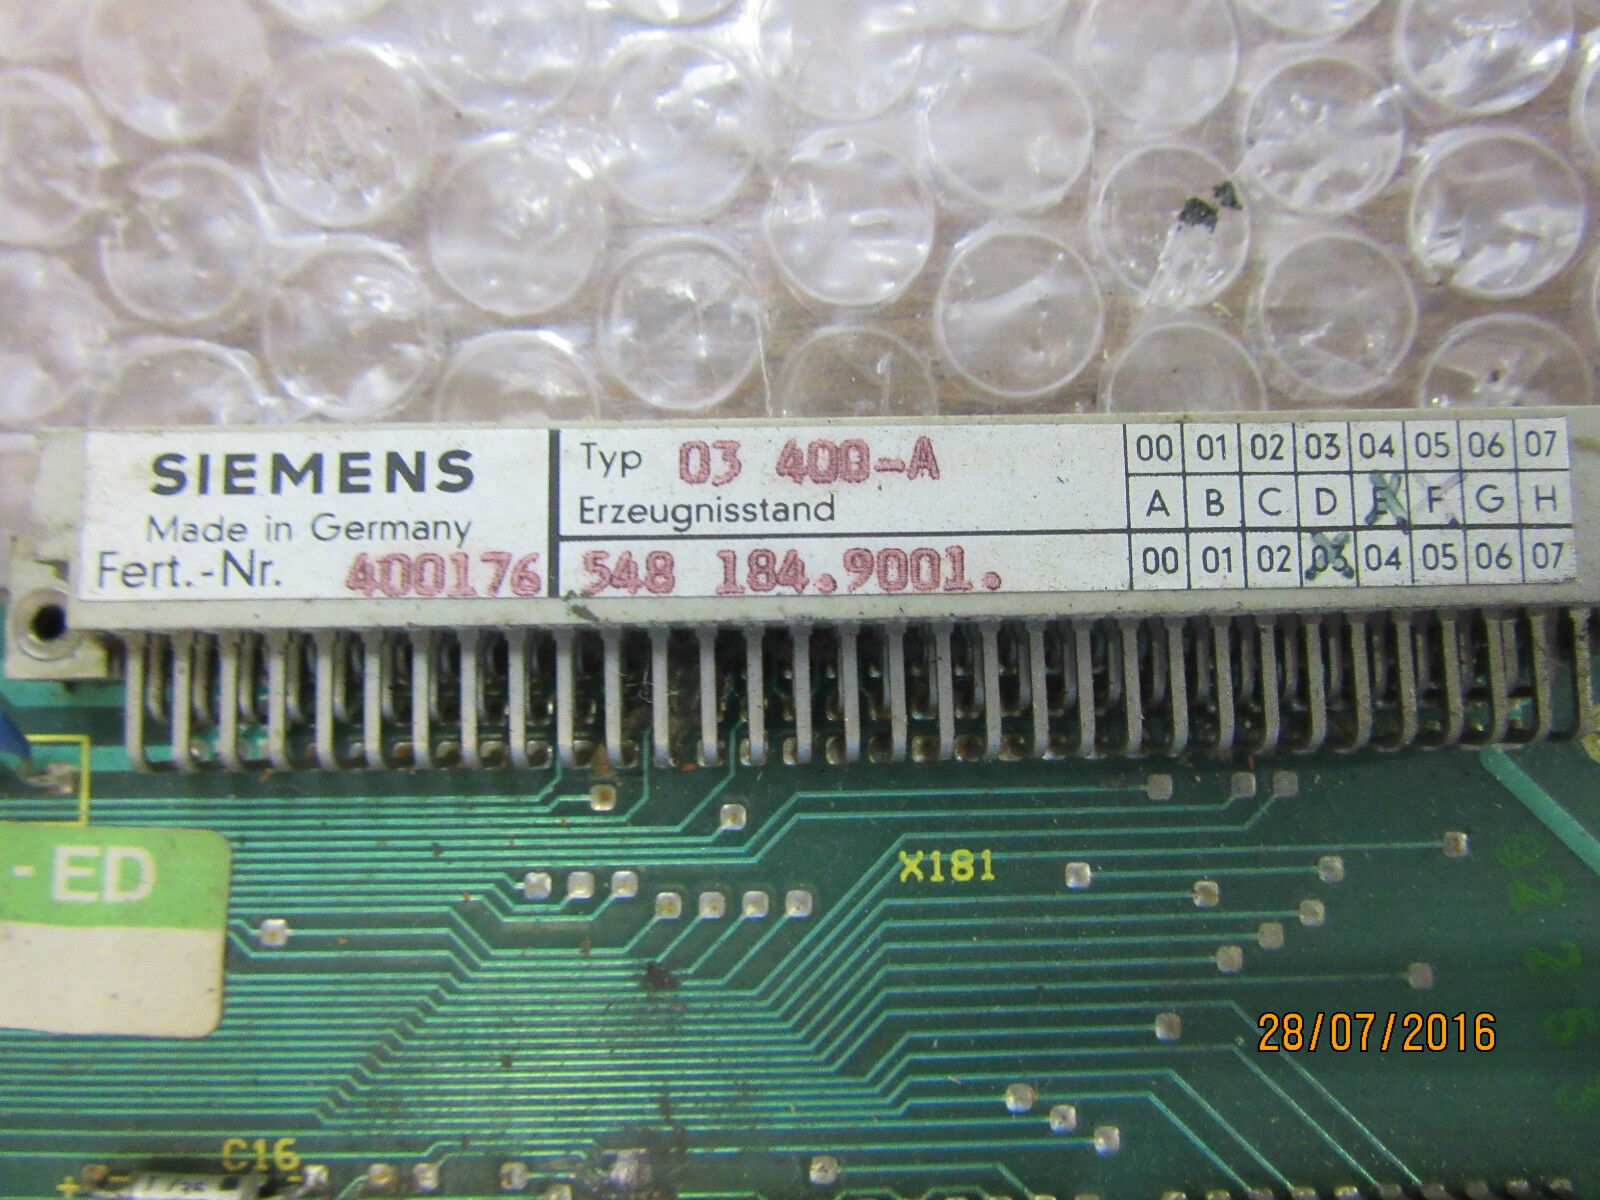 SIEMENS
Made in Germany
Fert.-Nr. 400176
Typ 03 400-A
Erzeugnisstand
548 184.9001.
00 01 02 03 04 05 06 07
A B C D E F G H
00 01 02 03 04 05 06 07
-ED
X181
28/07/2016
C16
+ -